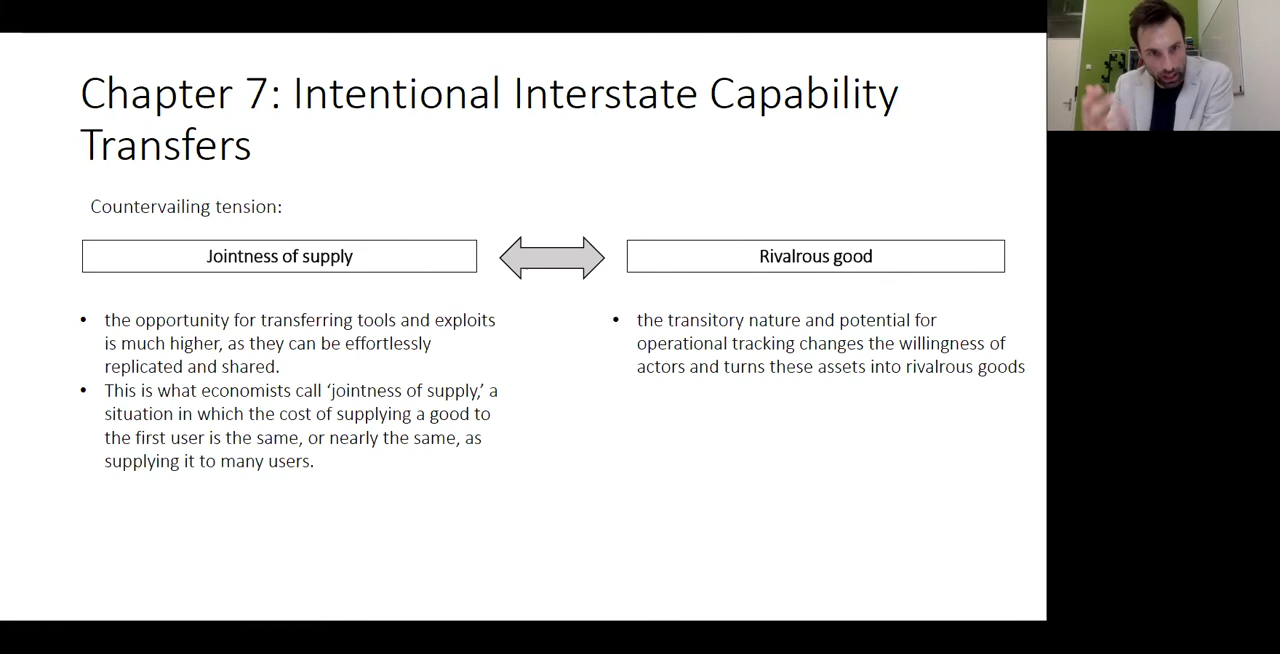 Chapter 7: Intentional Interstate Capability
Transfers
Countervailing tension:
Jointness of supply
Rivalrous good
• the opportunity for transferring tools and exploits
is much higher, as they can be effortlessly
replicated and shared.
• This is what economists call ‘jointness of supply,’ a
situation in which the cost of supplying a good to
the first user is the same, or nearly the same, as
supplying it to many users.
• the transitory nature and potential for
operational tracking changes the willingness of
actors and turns these assets into rivalrous goods